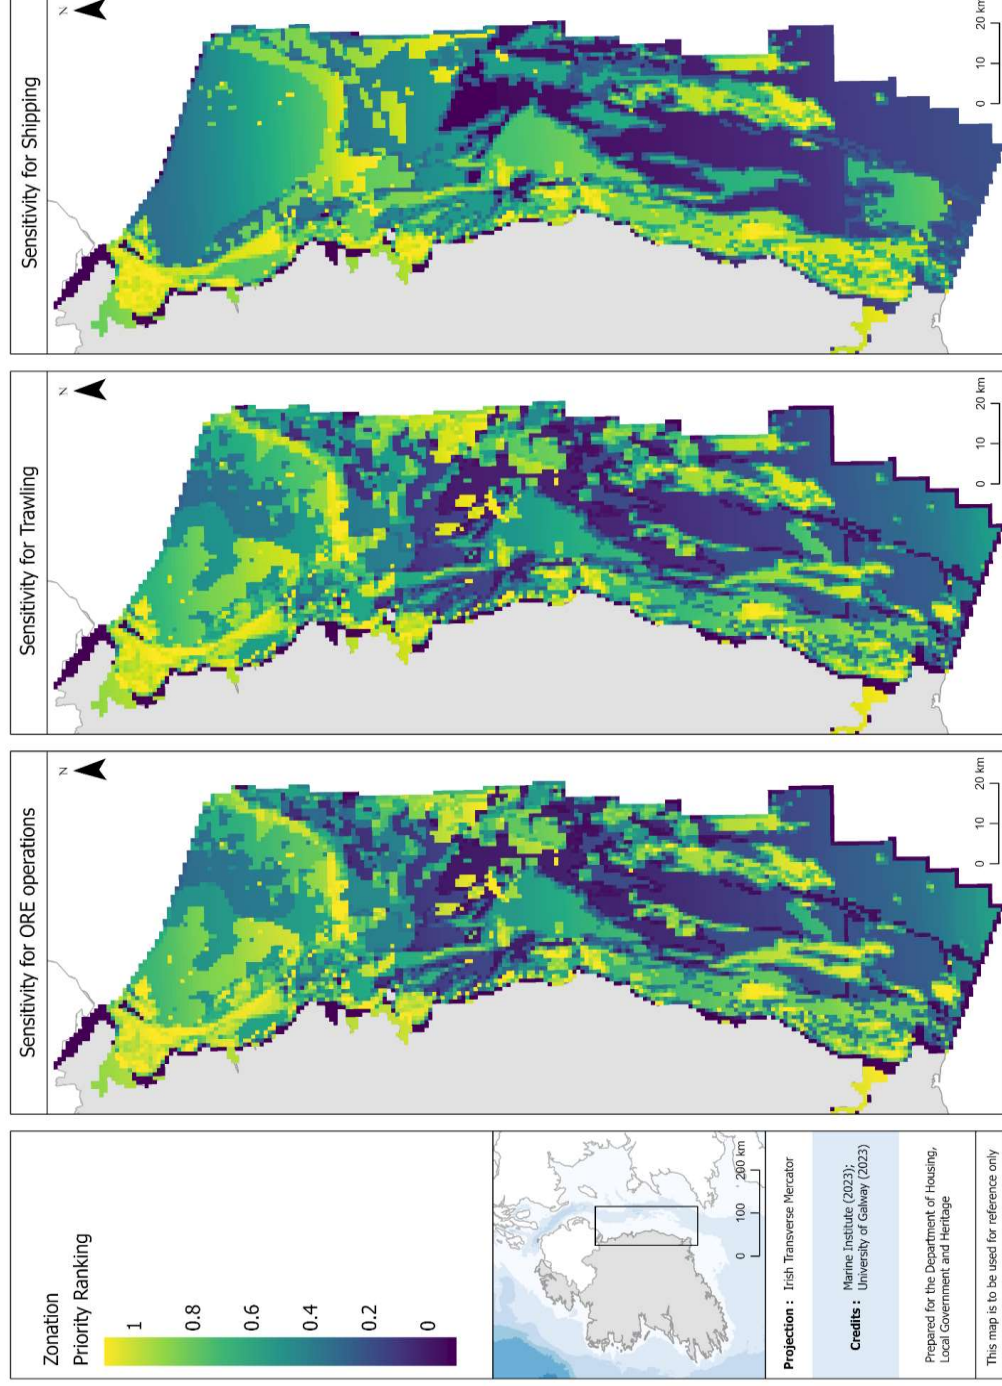 Zonation
Priority Ranking
1
0.8
0.6
0.4
0.2
0
0 100 200 km
Projection : Irish Transverse Mercator
Credits : Marine Institute (2023);
University of Galway (2023)
Prepared for the Department of Housing,
Local Government and Heritage
This map is to be used for reference only
Sensitivity for ORE operations
N
0 10 20 km
Sensitivity for Trawling
N
0 10 20 km
Sensitivity for Shipping
N
0 10 20 km